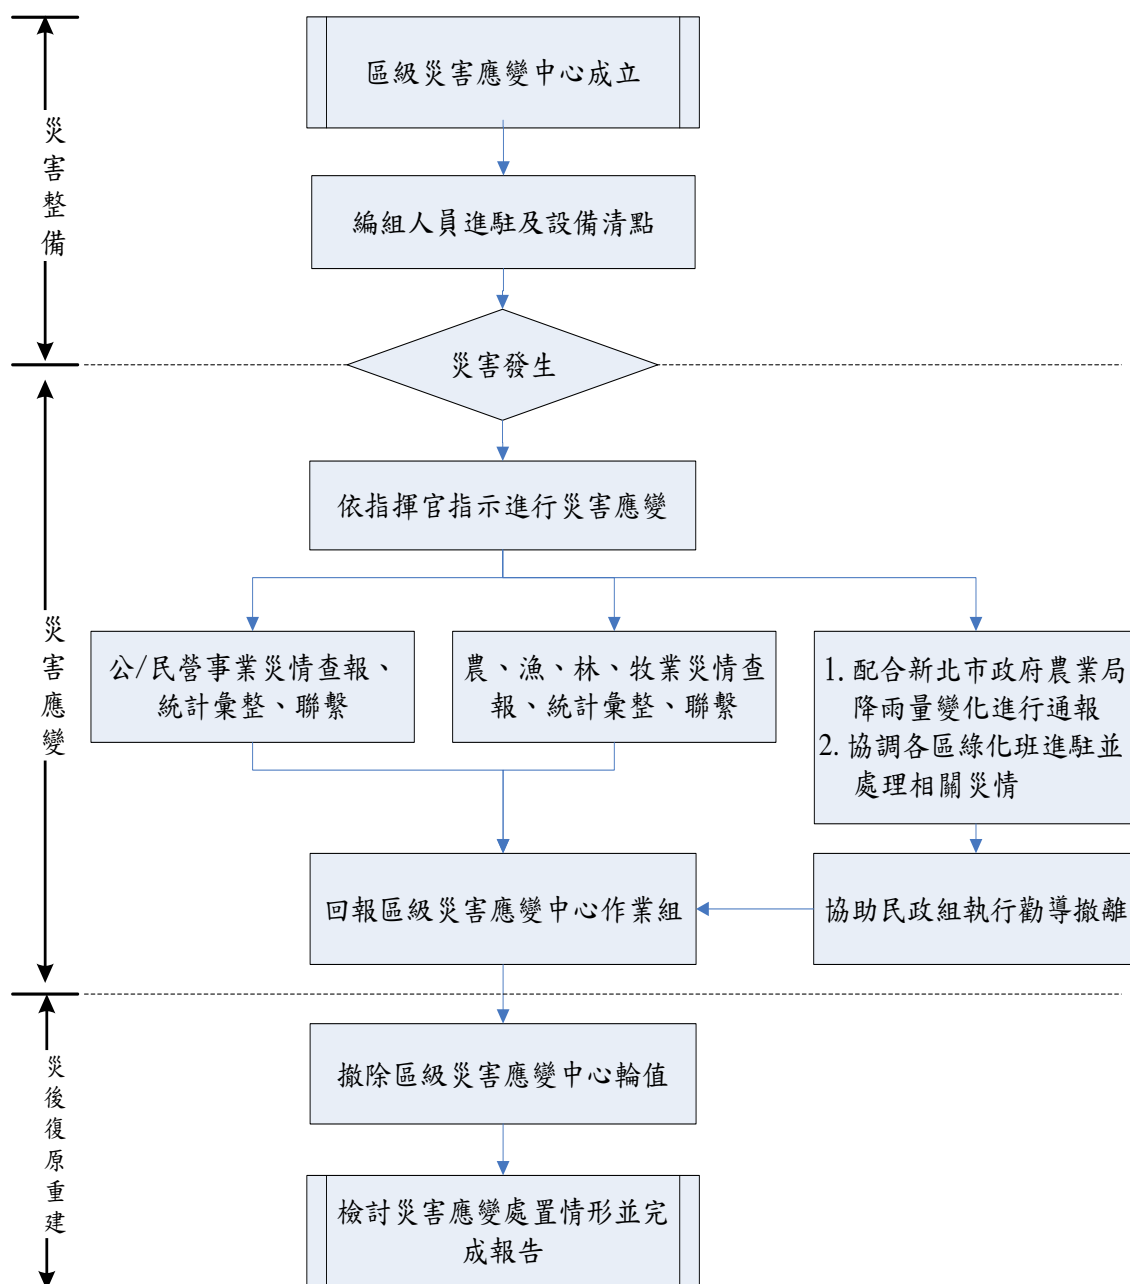 區級災害應變中心成立
災害整備
編組人員進駐及設備清點
災害發生
依指揮官指示進行災害應變
災害應變
公/民營事業災情查報、
統計彙整、聯繫
農、漁、林、牧業災情查
報、統計彙整、聯繫
1. 配合新北市政府農業局
降雨量變化進行通報
2. 協調各區綠化班進駐並
處理相關災情
回報區級災害應變中心作業組
協助民政組執行勸導撤離
災後復原重建
撤除區級災害應變中心輪值
檢討災害應變處置情形並完
成報告